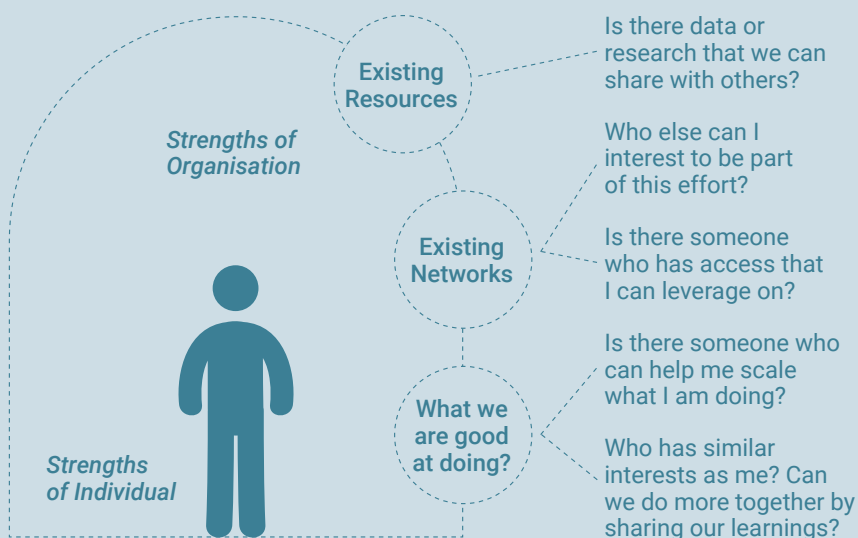 Strengths of
Organisation
Strengths
of Individual
Existing
Resources
Is there data or
research that we can
share with others?
Existing
Networks
Who else can I
interest to be part
of this effort?
Is there someone
who has access that
I can leverage on?
What we
are good
at doing?
Is there someone who
can help me scale
what I am doing?
Who has similar
interests as me? Can
we do more together by
sharing our learnings?